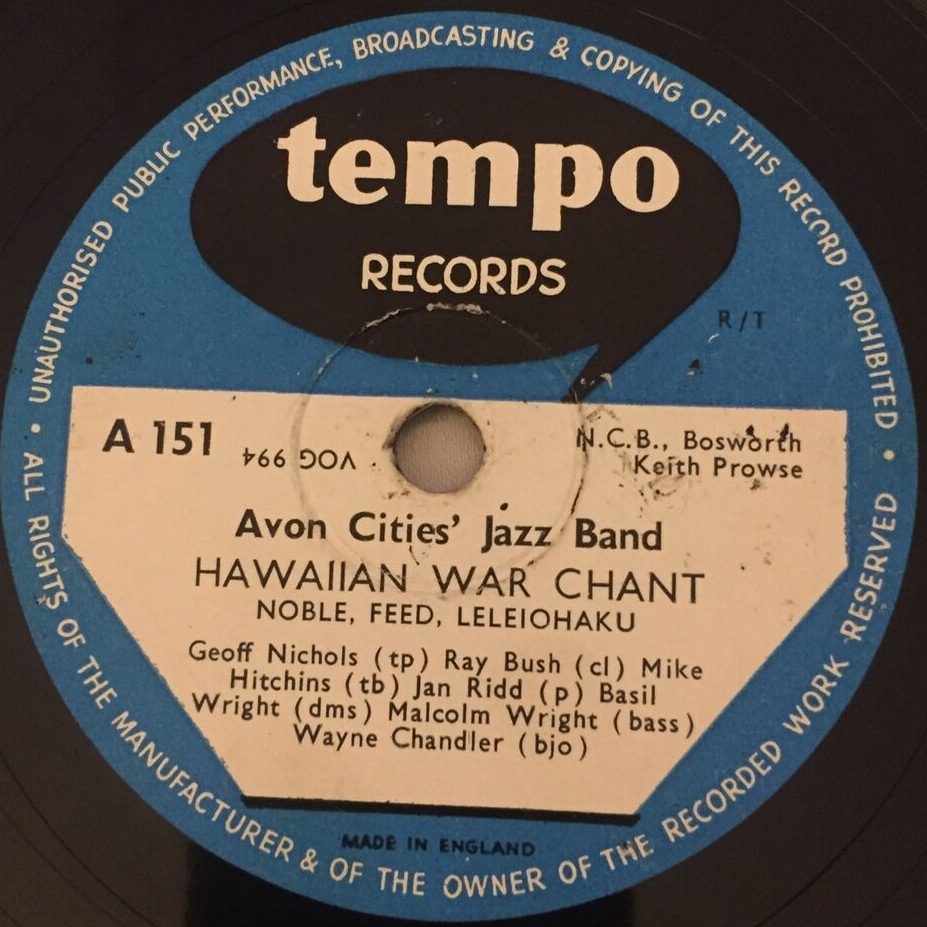 UNAUTHORISED PUBLIC PERFORMANCE, BROADCASTING & COPYING OF THIS RECORD PROHIBITED
tempo
RECORDS
R/T
A 151
VOG 994
N.C.B., Bosworth
Keith Prowse
Avon Cities' Jazz Band
HAWAIIAN WAR CHANT
NOBLE, FEED, LELEIOHAKU
Geoff Nichols (tp) Ray Bush (cl) Mike
Hitchins (tb) Jan Ridd (p) Basil
Wright (dms) Malcolm Wright (bass)
Wayne Chandler (bjo)
MADE IN ENGLAND
• ALL RIGHTS OF THE MANUFACTURER & OF THE OWNER OF THE RECORDED WORK RESERVED •